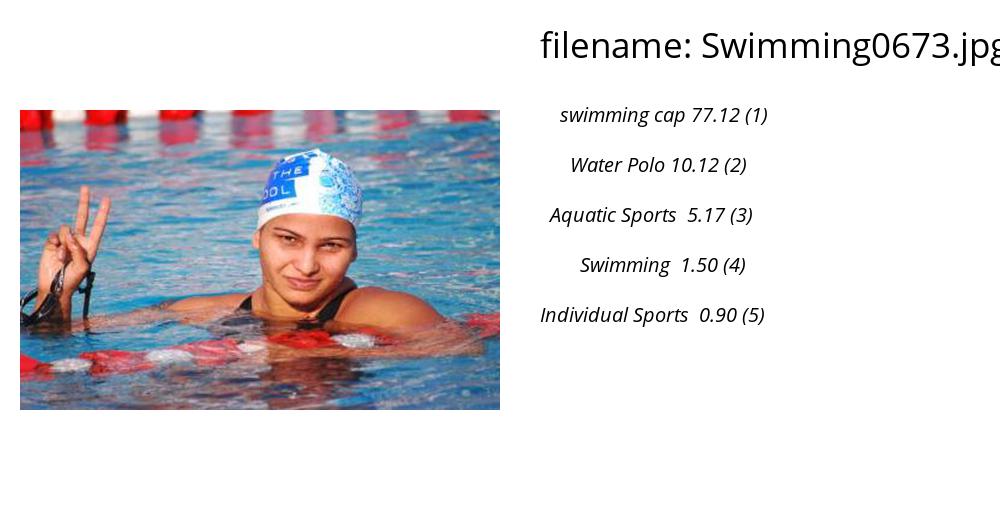 filename: Swimming0673.jpg
swimming cap 77.12 (1)
Water Polo 10.12 (2)
Aquatic Sports 5.17 (3)
Swimming 1.50 (4)
Individual Sports 0.90 (5)
THE
OOL